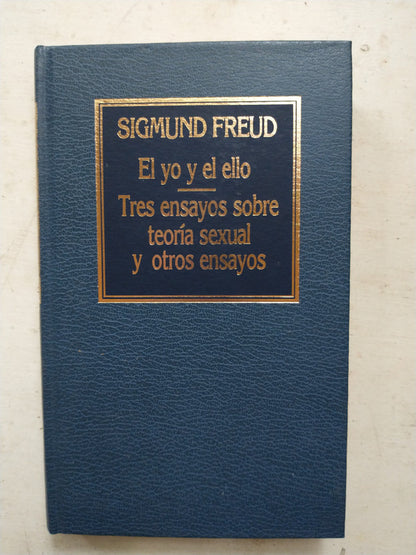 SIGMUND FREUD
El yo y el ello
Tres ensayos sobre
teoría sexual
y otros ensayos